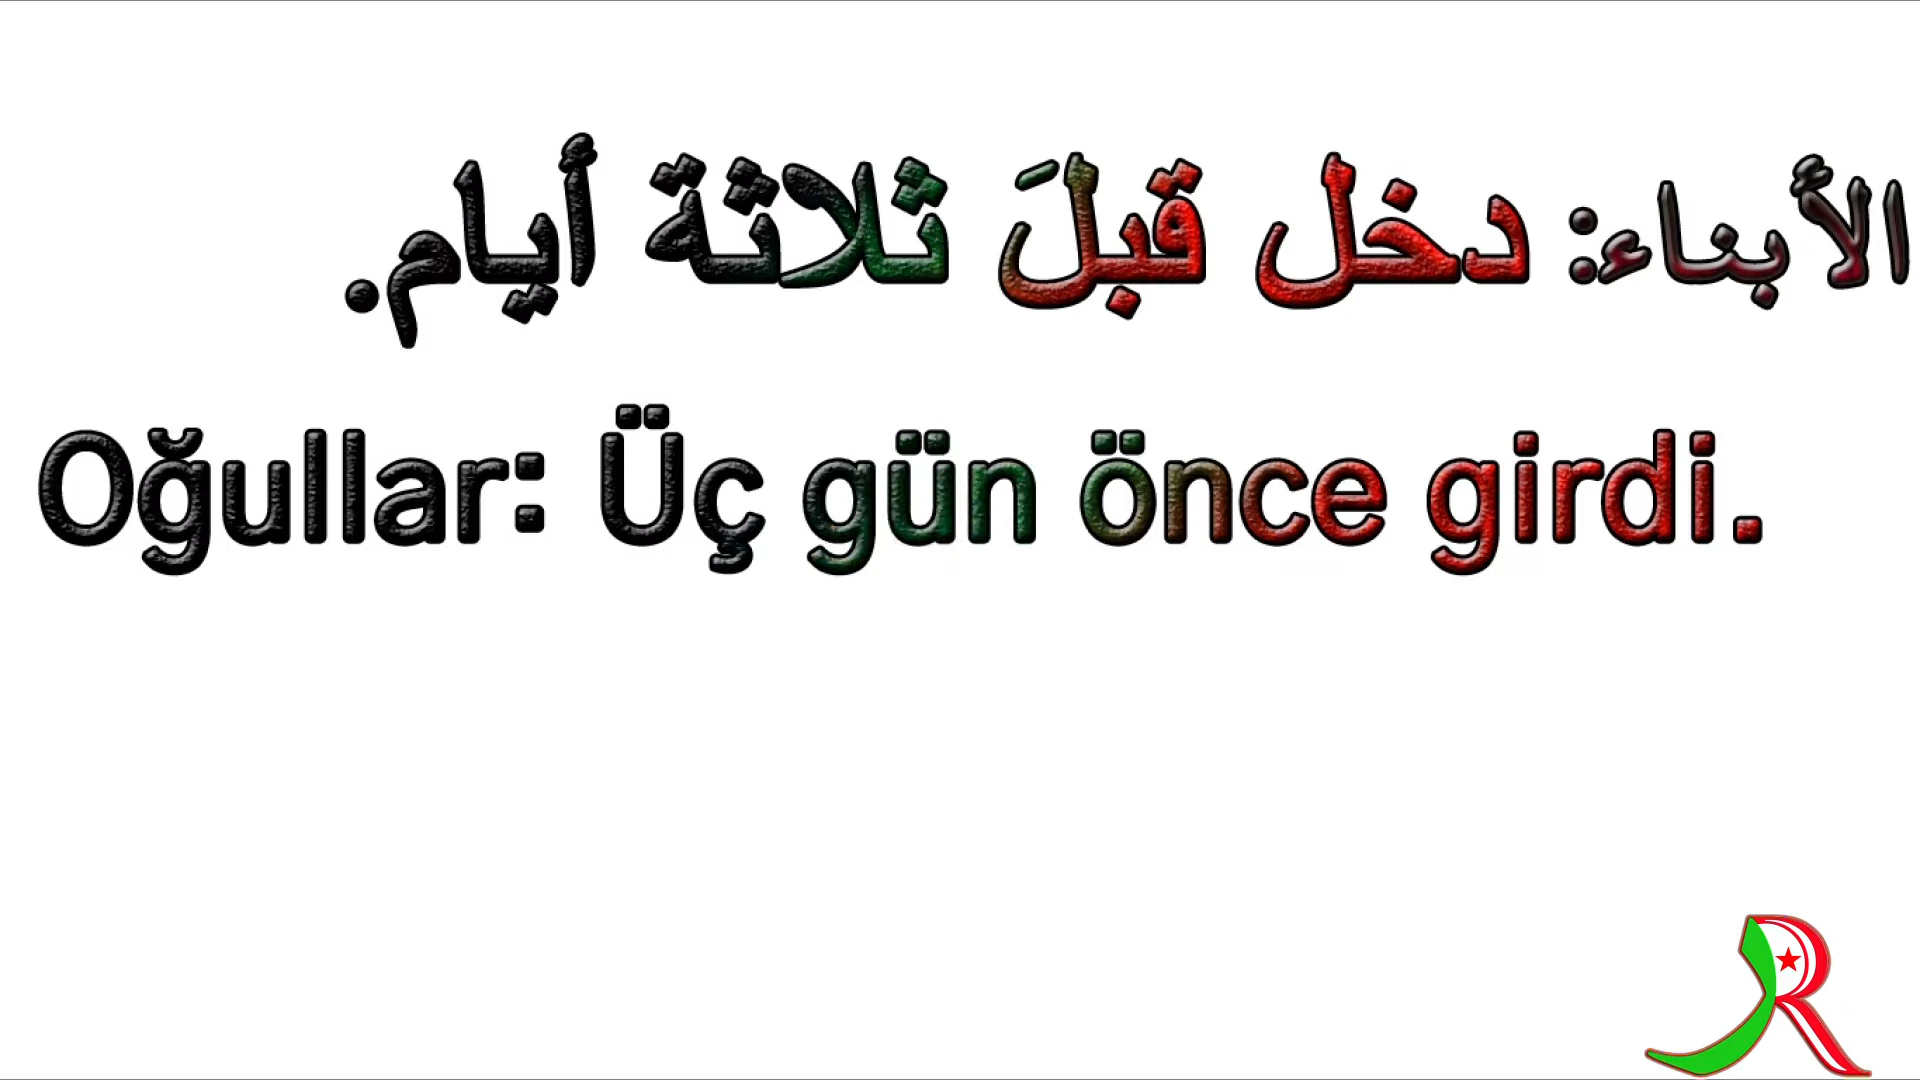 الأبناء: دخل قبلَ ثلاثة أيام.
Oğullar: Üç gün önce girdi.